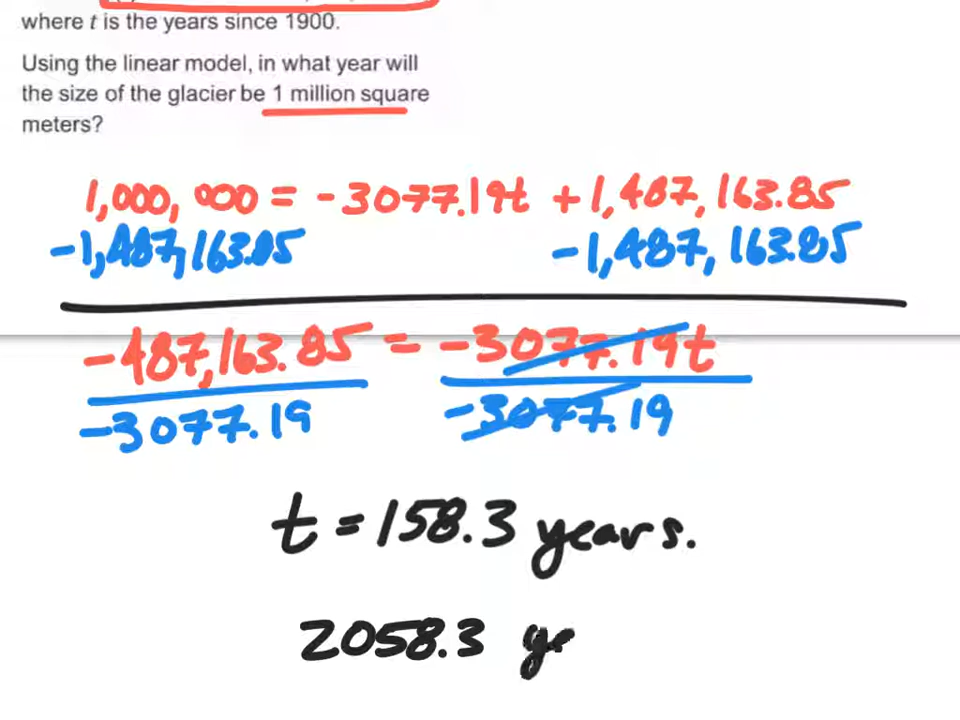 where t is the years since 1900.
Using the linear model, in what year will
the size of the glacier be 1 million square
meters?
1,000,000 = -3077.19t + 1,487,163.85
-1,487,163.85 -1,487,163.85
-487,163.85 = -3077.19t
-3077.19 -3077.19
t = 158.3 years.
2058.3